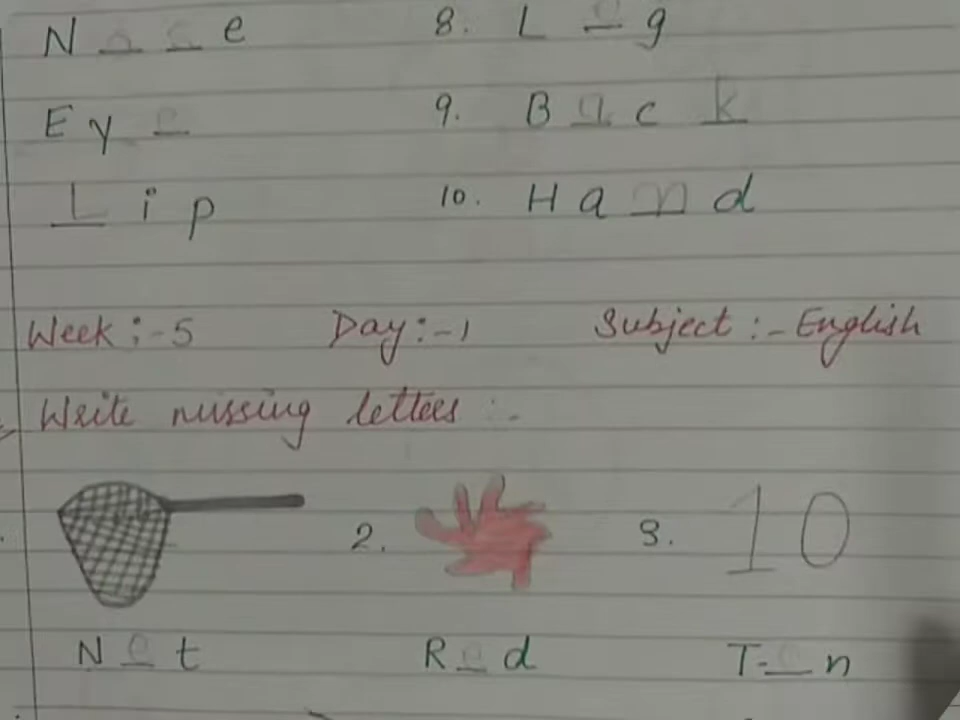 N o s e 8. L e g
E y e 9. B a c k
L i p 10. H a n d
Week :- 5 Day :- 1 Subject :- English
Write missing letters :-
2. 3. 10
N e t R e d T e n